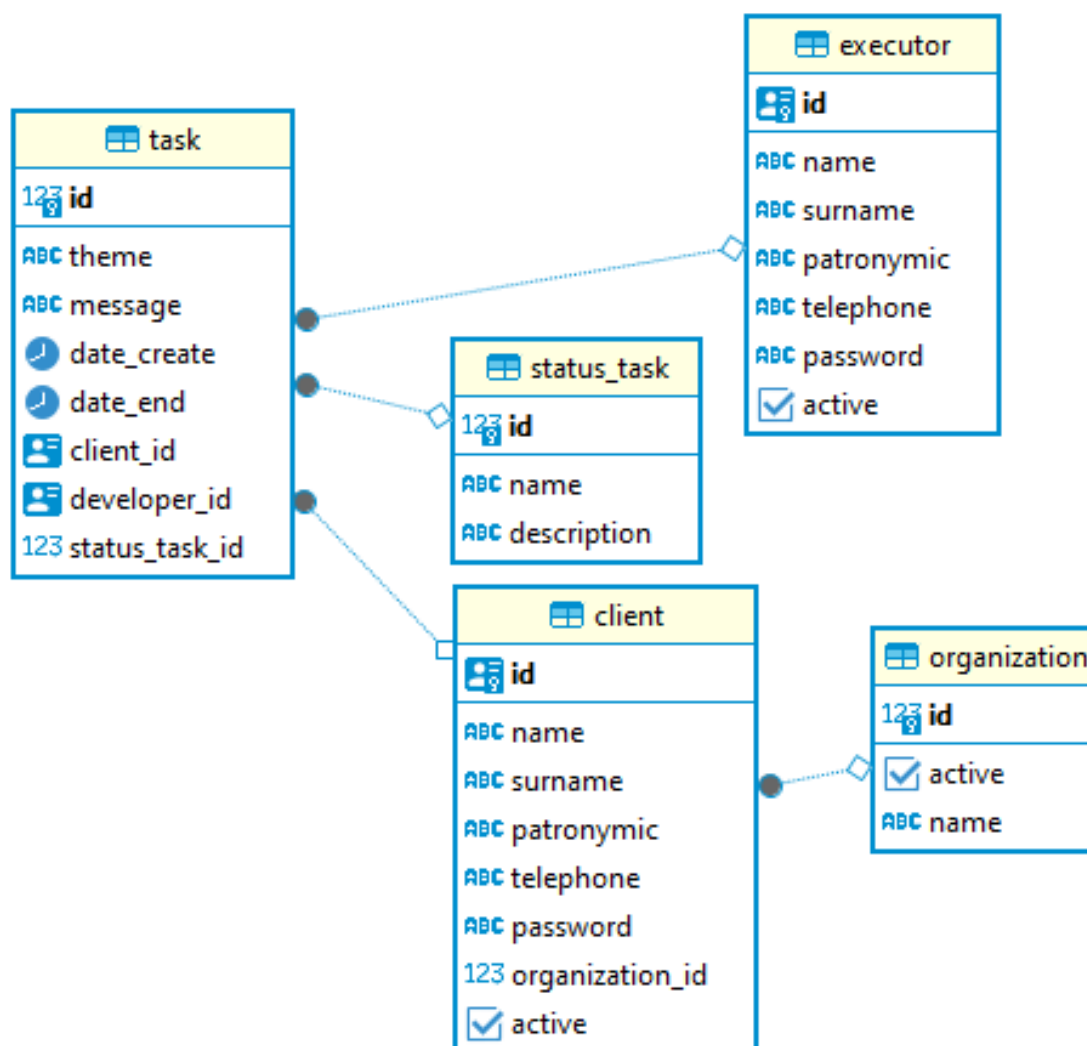 task
id
theme
message
date_create
date_end
client_id
developer_id
status_task_id
executor
id
name
surname
patronymic
telephone
password
active
status_task
id
name
description
client
id
name
surname
patronymic
telephone
password
organization_id
active
organization
id
active
name